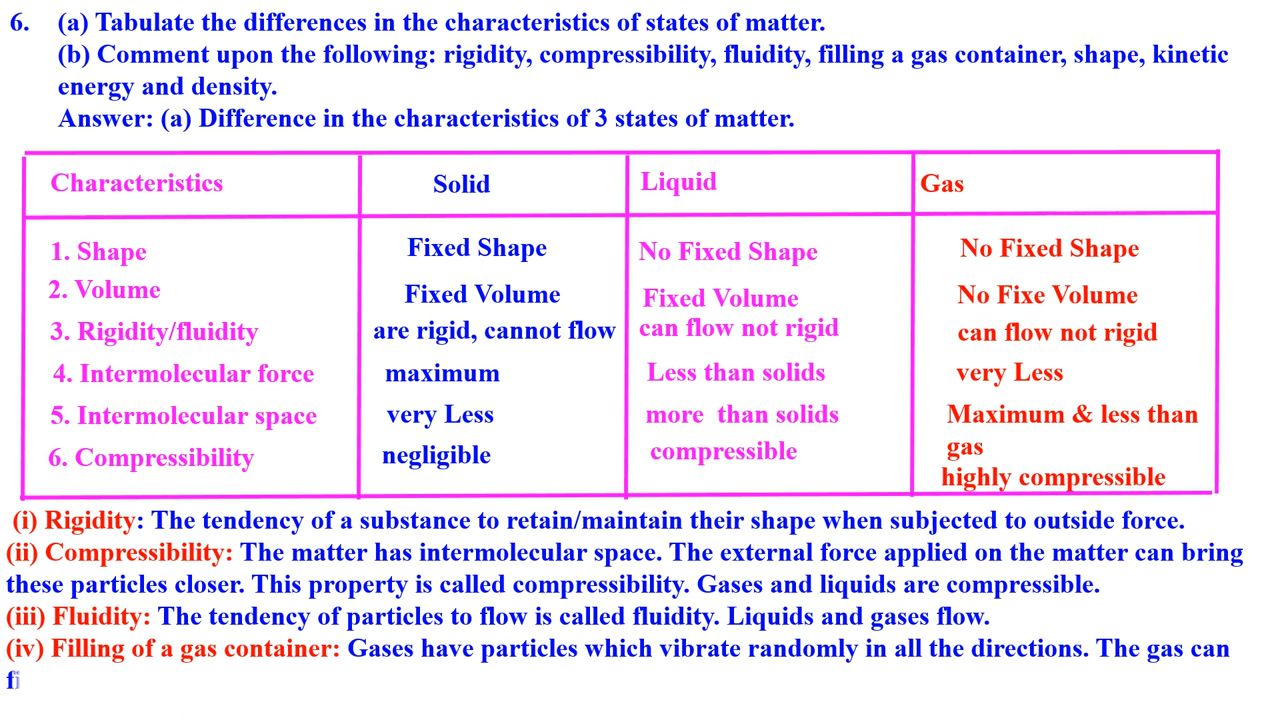 6. (a) Tabulate the differences in the characteristics of states of matter.
(b) Comment upon the following: rigidity, compressibility, fluidity, filling a gas container, shape, kinetic
energy and density.
Answer: (a) Difference in the characteristics of 3 states of matter.
Characteristics Solid Liquid Gas
1. Shape Fixed Shape No Fixed Shape No Fixed Shape
2. Volume Fixed Volume Fixed Volume No Fixe Volume
3. Rigidity/fluidity are rigid, cannot flow can flow not rigid can flow not rigid
4. Intermolecular force maximum Less than solids very Less
5. Intermolecular space very Less more than solids Maximum & less than
gas
6. Compressibility negligible compressible highly compressible
(i) Rigidity: The tendency of a substance to retain/maintain their shape when subjected to outside force.
(ii) Compressibility: The matter has intermolecular space. The external force applied on the matter can bring
these particles closer. This property is called compressibility. Gases and liquids are compressible.
(iii) Fluidity: The tendency of particles to flow is called fluidity. Liquids and gases flow.
(iv) Filling of a gas container: Gases have particles which vibrate randomly in all the directions. The gas can
fi